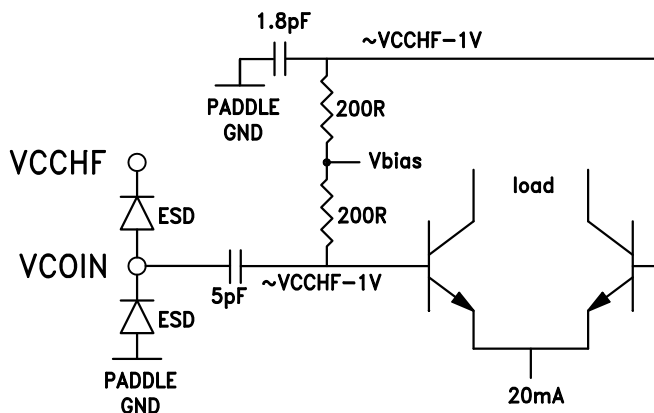 1.8pF
~VCCHF-1V
PADDLE
GND
200R
Vbias
VCCHF
200R
load
ESD
VCOIN
5pF
~VCCHF-1V
ESD
PADDLE
GND
20mA